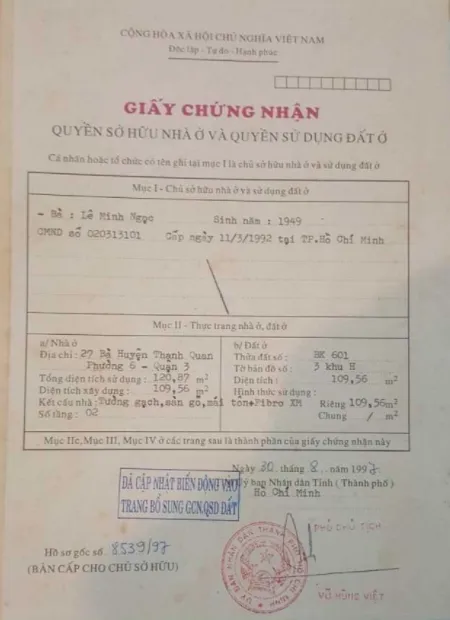 CỘNG HÒA XÃ HỘI CHỦ NGHĨA VIỆT NAM
Độc lập - Tự do - Hạnh phúc
GIẤY CHỨNG NHẬN
QUYỀN SỞ HỮU NHÀ Ở VÀ QUYỀN SỬ DỤNG ĐẤT Ở
Cá nhân hoặc tổ chức có tên ghi tại mục I là chủ sở hữu nhà ở và sử dụng đất ở
Mục I - Chủ sở hữu nhà ở và sử dụng đất ở
- Bà : Lê Minh Ngọc Sinh năm : 1949
CMND số 020313101 Cấp ngày 11/3/1992 tại TP.Hồ Chí Minh
Mục II - Thực trạng nhà ở, đất ở
a/ Nhà ở
Địa chỉ : 27 Bà Huyện Thanh Quan
Phường 6 - Quận 3
Tổng diện tích sử dụng : 120,87 m2
Diện tích xây dựng : 109,56 m2
Kết cấu nhà : Tường gạch, sàn gỗ, mái ton+Fibro XM
Số tầng : 02
b/ Đất ở
Thửa đất số : BK 601
Tờ bản đồ số : 3 khu H
Diện tích : 109,56 m2
Hình thức sử dụng :
Riêng 109,56m2
Chung / m2
Mục IIc, Mục III, Mục IV ở các trang sau là thành phần của giấy chứng nhận này
Ngày 30 tháng 8 năm 1997
Ủy ban Nhân dân Tỉnh ( Thành phố )
Hồ Chí Minh
ĐÃ CẬP NHẬT BIẾN ĐỘNG VÀO
TRANG BỔ SUNG GCN.QSD ĐẤT
PHÓ CHỦ TỊCH
Hồ sơ gốc số 8539/97
(BẢN CẤP CHO CHỦ SỞ HỮU)
VŨ HÙNG VIỆT